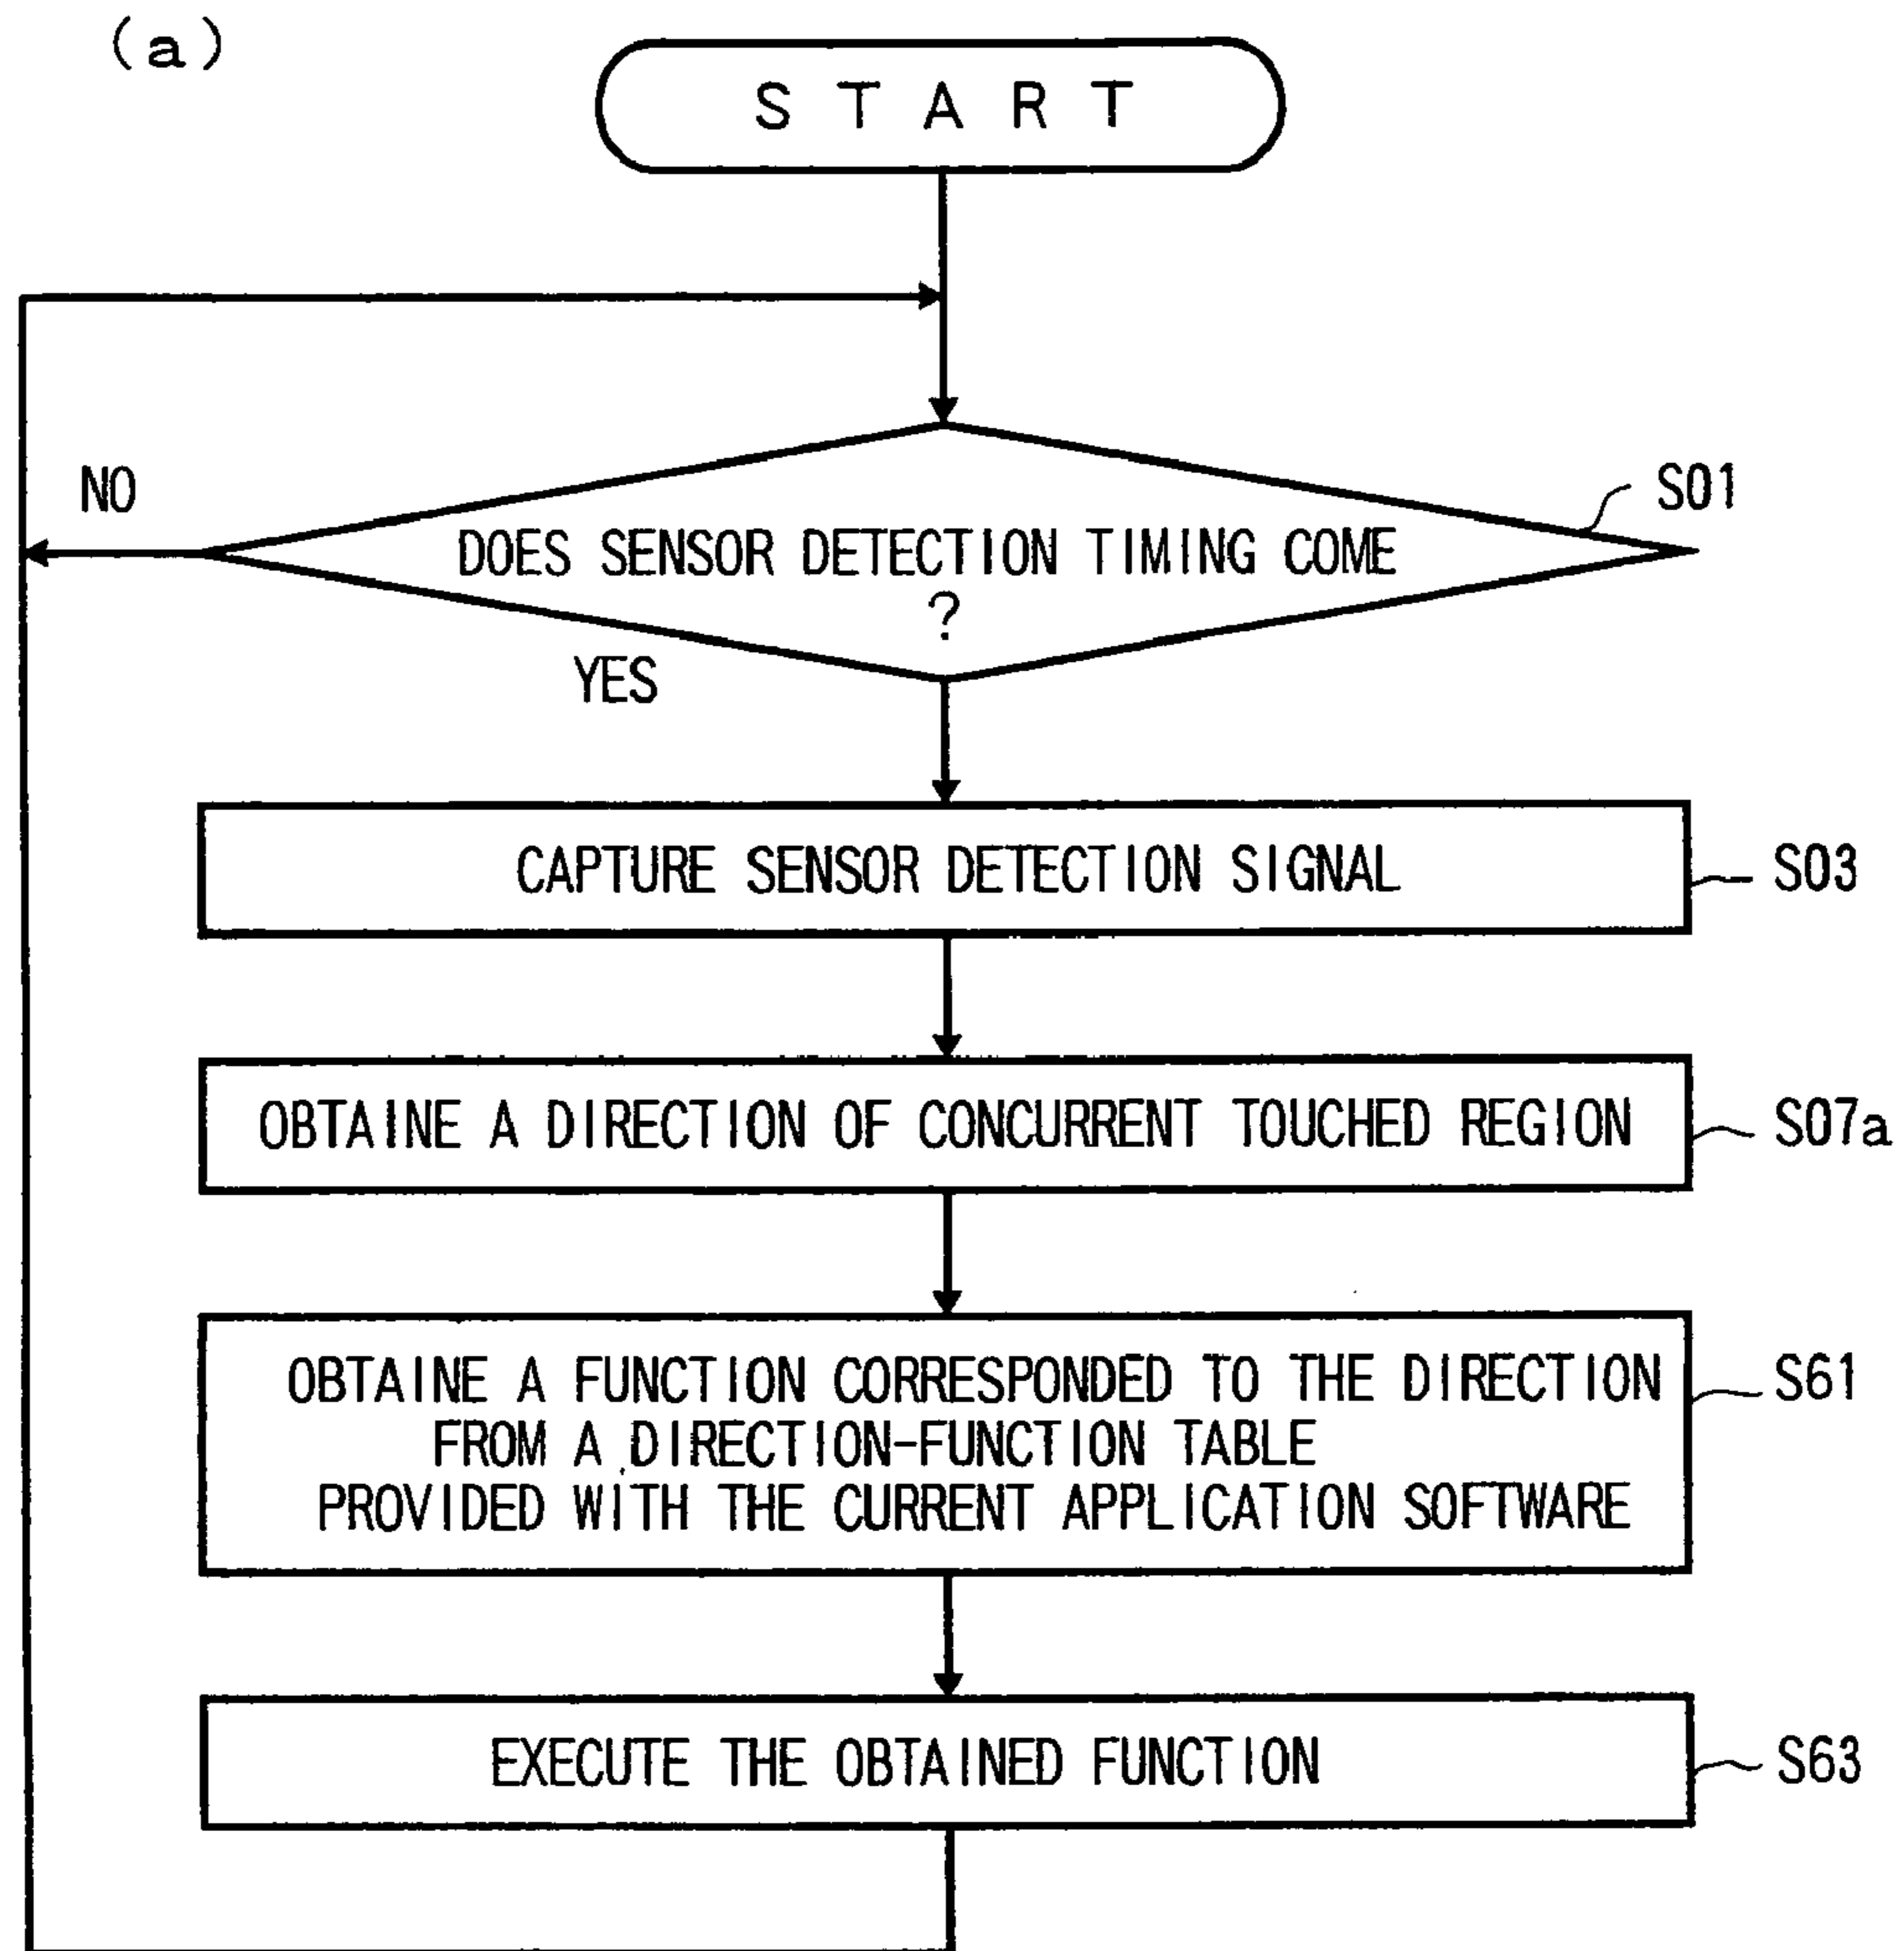 (a)
START
NO
S01
DOES SENSOR DETECTION TIMING COME
?
YES
CAPTURE SENSOR DETECTION SIGNAL
S03
OBTAINE A DIRECTION OF CONCURRENT TOUCHED REGION
S07a
OBTAINE A FUNCTION CORRESPONDED TO THE DIRECTION
S61
FROM A DIRECTION-FUNCTION TABLE
PROVIDED WITH THE CURRENT APPLICATION SOFTWARE
EXECUTE THE OBTAINED FUNCTION
S63